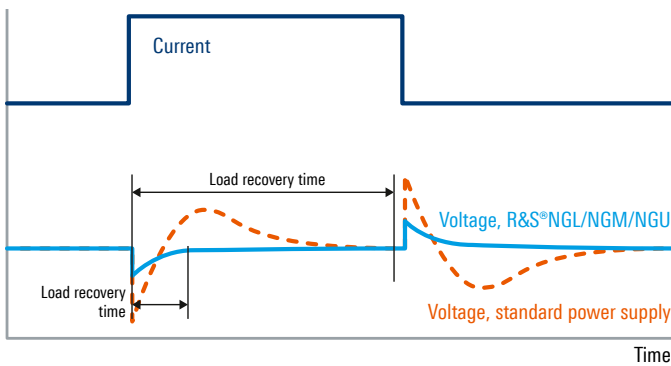 Current
Load recovery time
Voltage, R&S®NGL/NGM/NGU
Load recovery
time
Voltage, standard power supply
Time